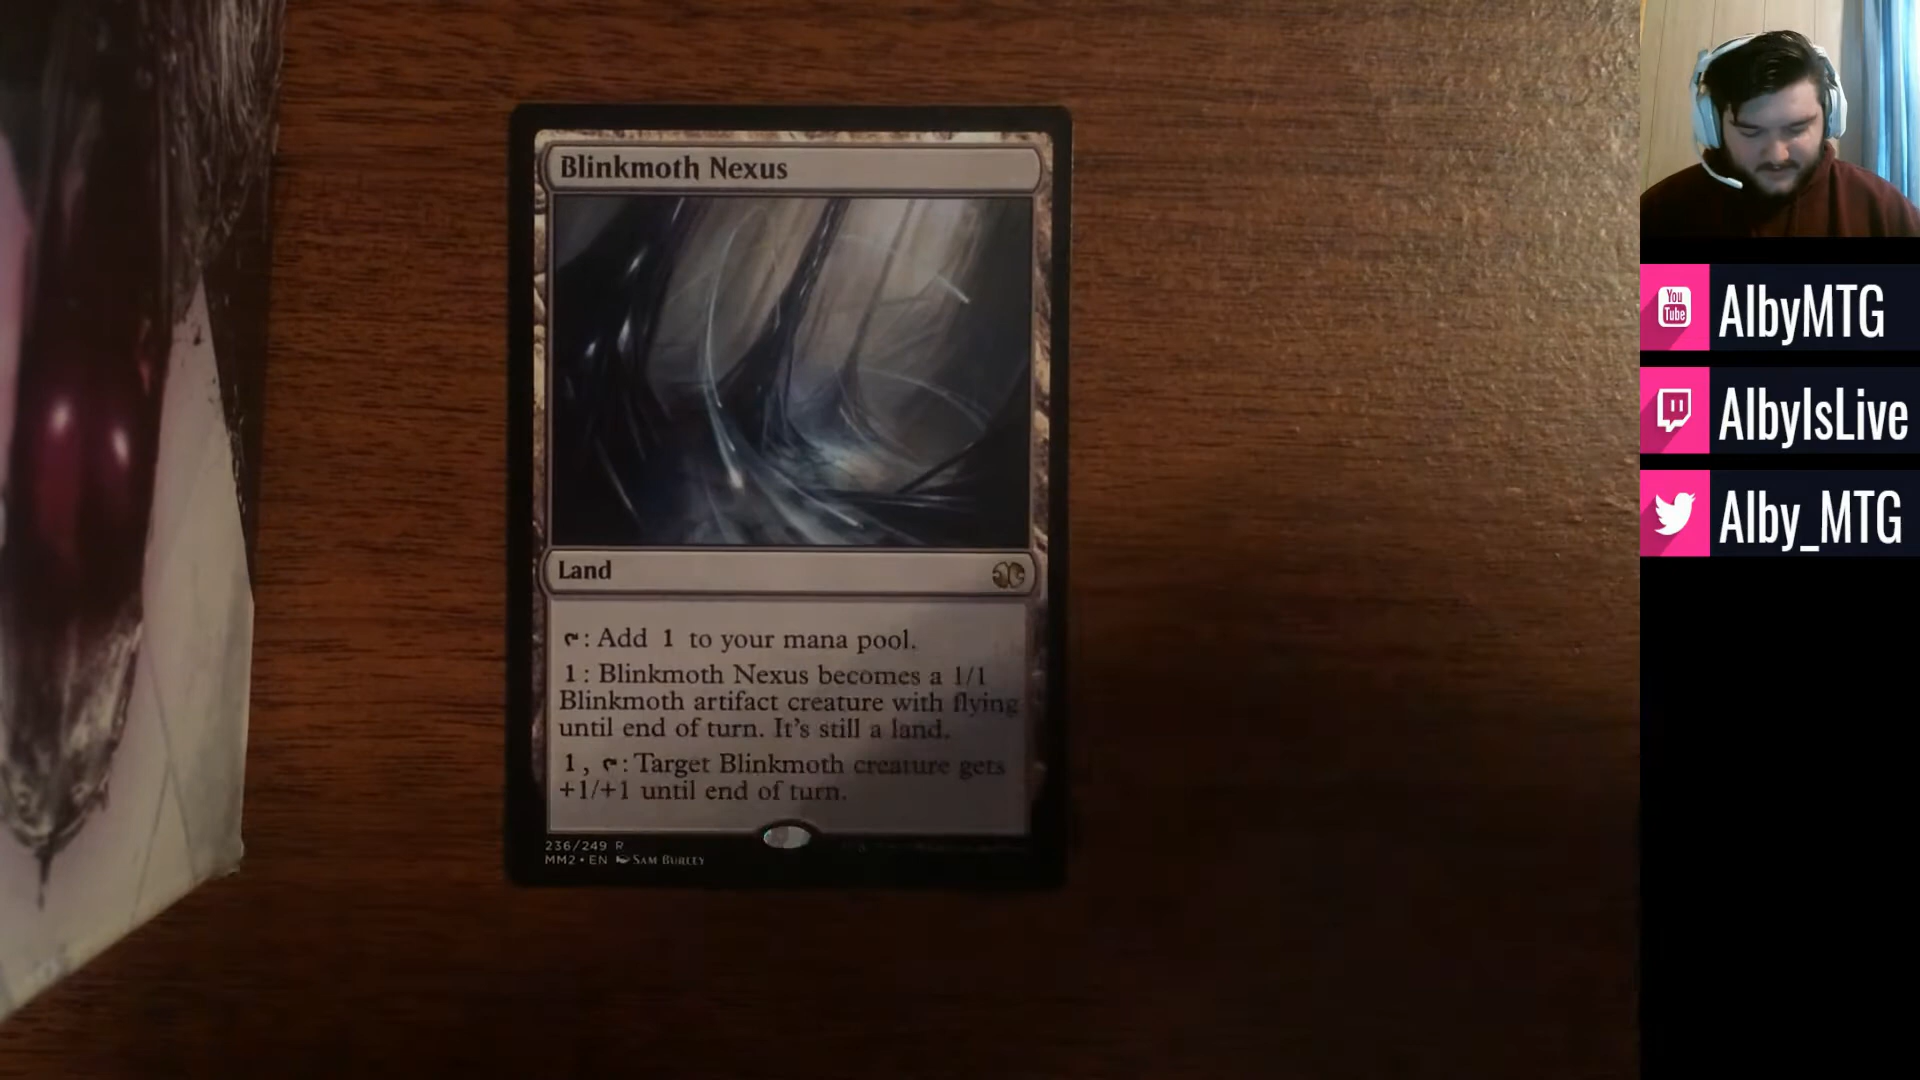 Blinkmoth Nexus
Land
: Add 1 to your mana pool.
1 : Blinkmoth Nexus becomes a 1/1
Blinkmoth artifact creature with flying
until end of turn. It's still a land.
1 , : Target Blinkmoth creature gets
+1/+1 until end of turn.
236/249 R
MM2 • EN SAM BURLEY
You
Tube
AlbyMTG
AlbyIsLive
Alby_MTG